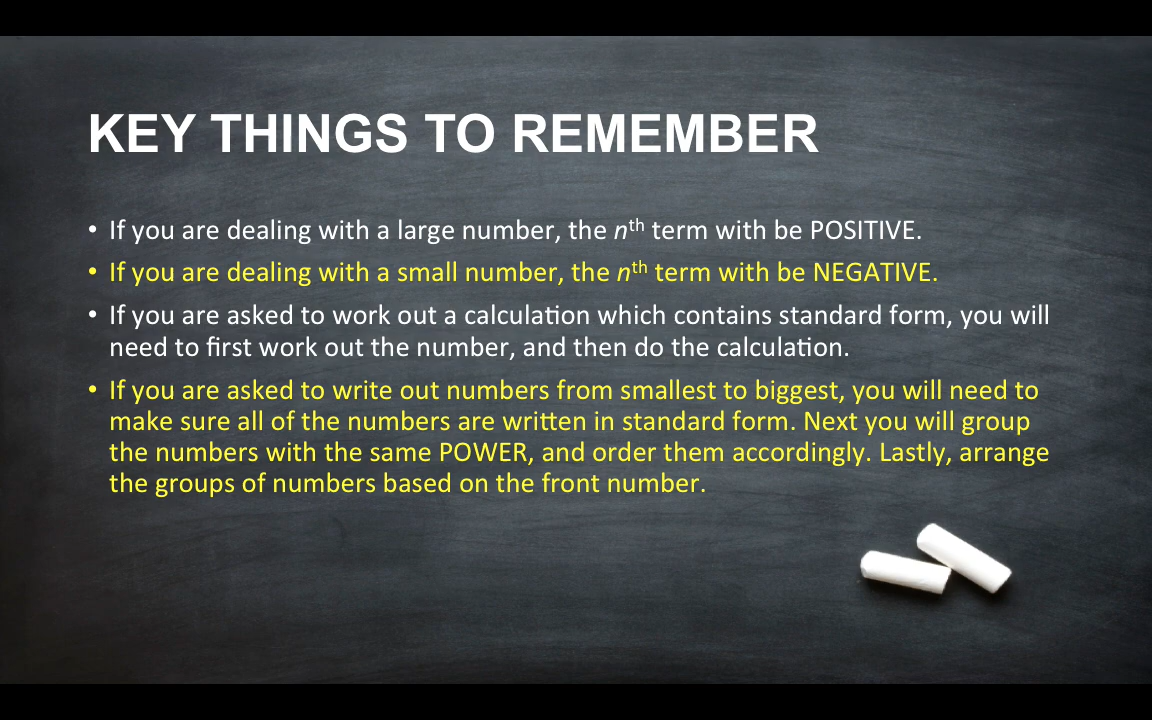 KEY THINGS TO REMEMBER
• If you are dealing with a large number, the nth term with be POSITIVE.
• If you are dealing with a small number, the nth term with be NEGATIVE.
• If you are asked to work out a calculation which contains standard form, you will
need to first work out the number, and then do the calculation.
• If you are asked to write out numbers from smallest to biggest, you will need to
make sure all of the numbers are written in standard form. Next you will group
the numbers with the same POWER, and order them accordingly. Lastly, arrange
the groups of numbers based on the front number.